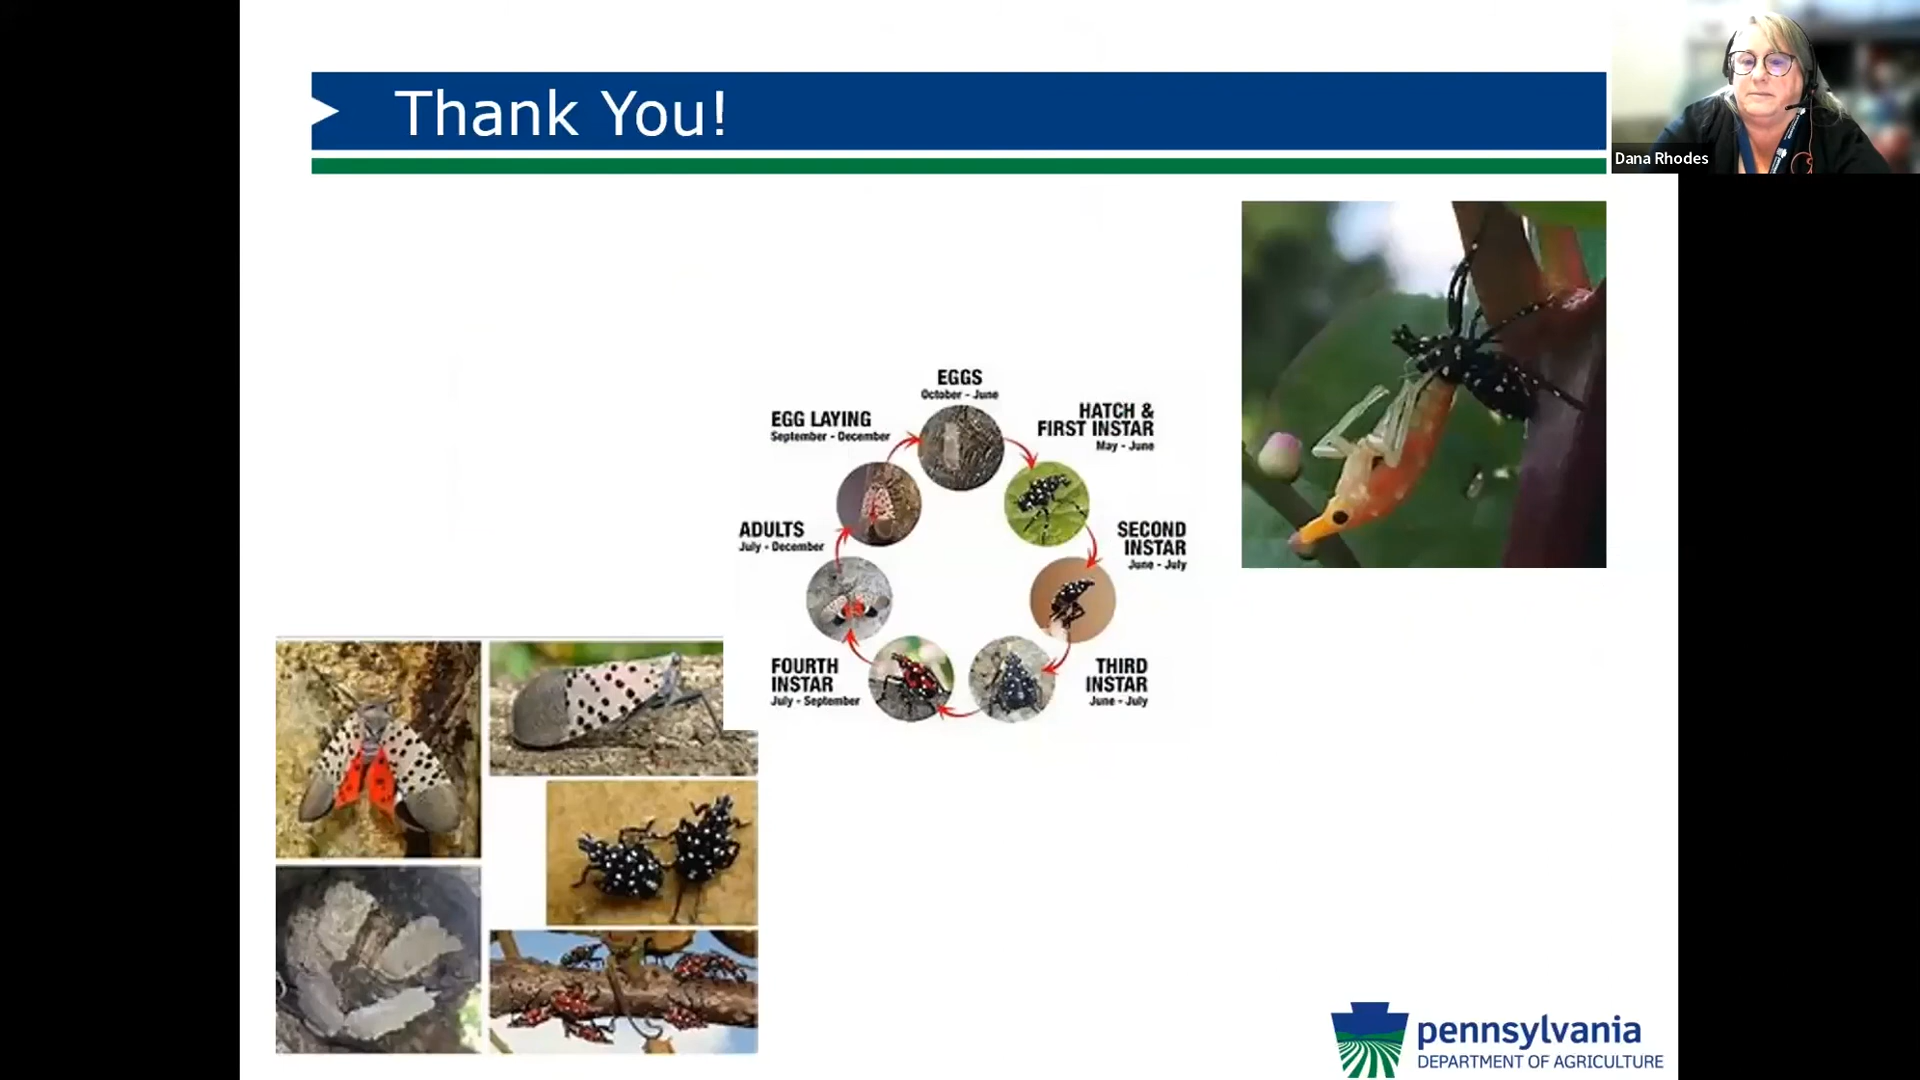 Thank You!
Dana Rhodes
EGGS
October - June
HATCH &
FIRST INSTAR
May - June
SECOND
INSTAR
June - July
THIRD
INSTAR
June - July
FOURTH
INSTAR
July - September
ADULTS
July - December
EGG LAYING
September - December
pennsylvania
DEPARTMENT OF AGRICULTURE